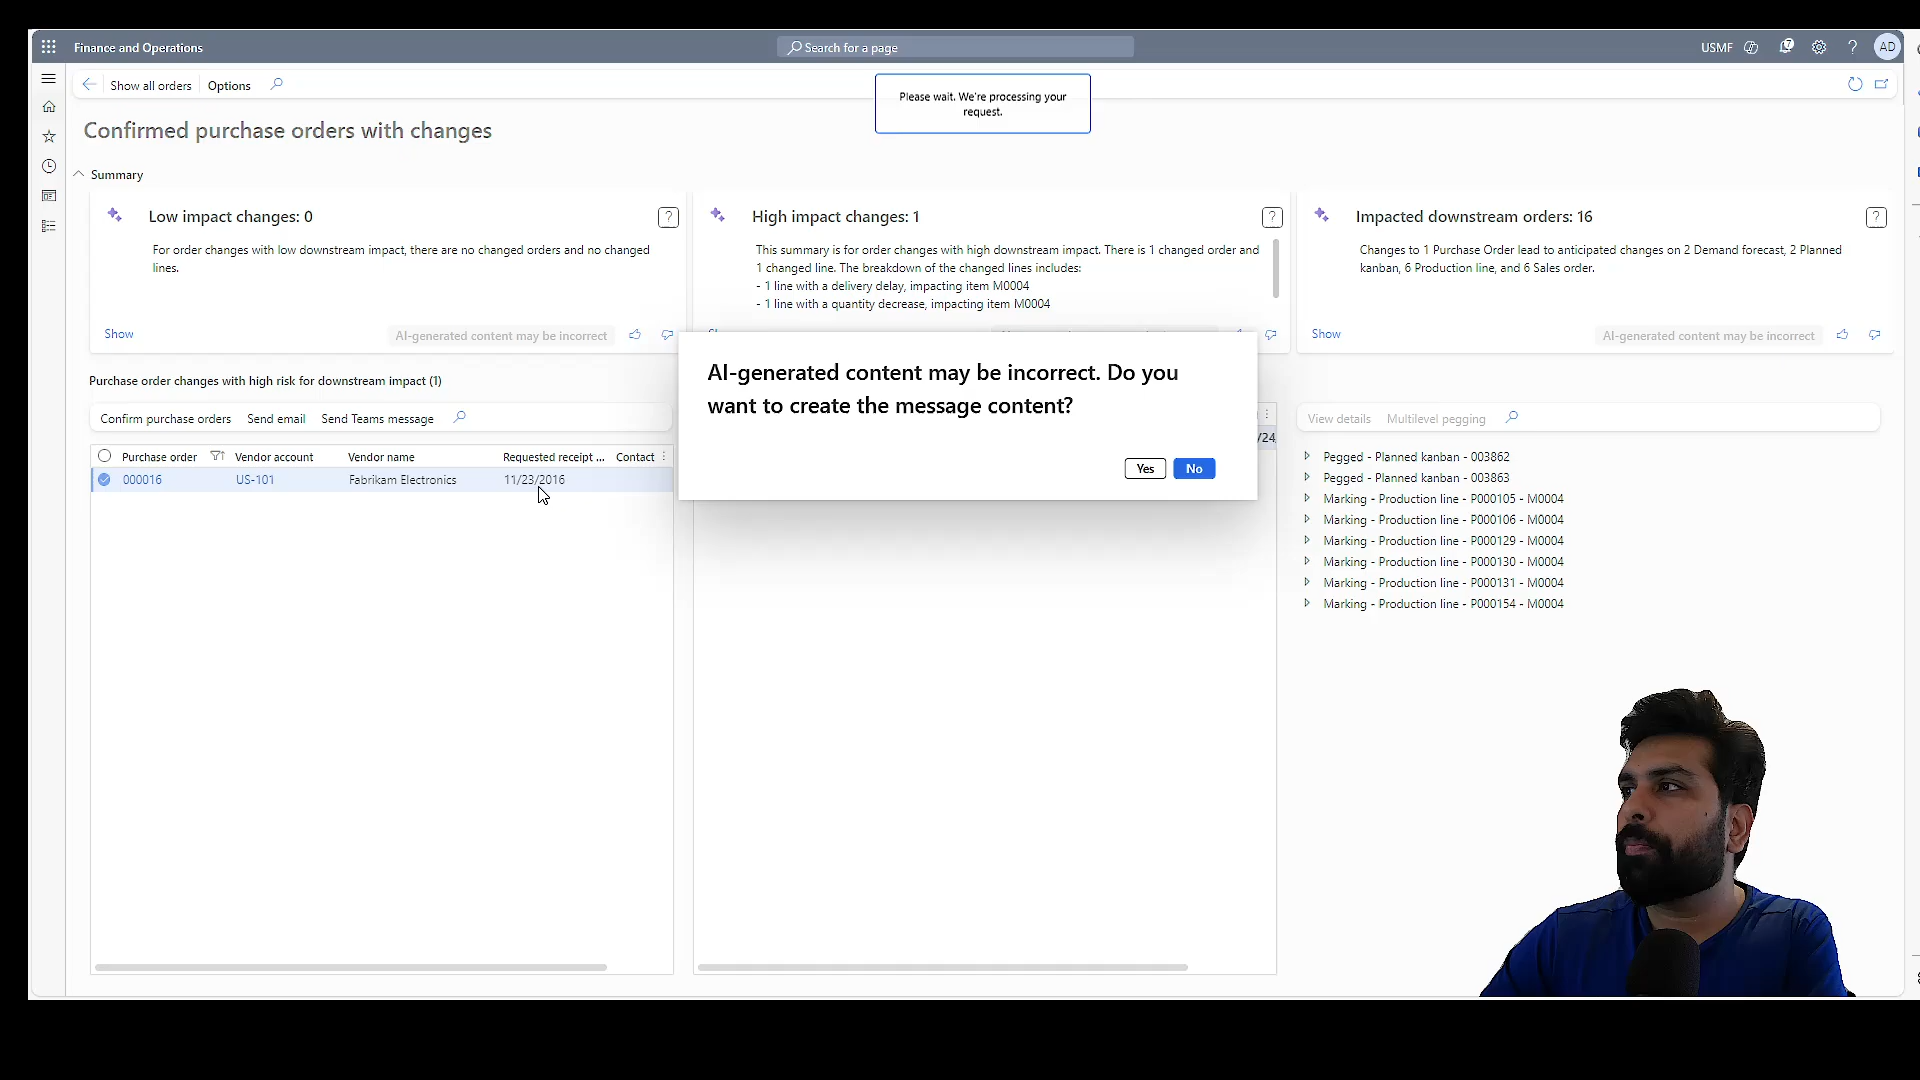 Finance and Operations
Search for a page
USMF
7
?
AD
Show all orders
Options
Please wait. We're processing your
request.
Confirmed purchase orders with changes
Summary
Low impact changes: 0
?
For order changes with low downstream impact, there are no changed orders and no changed
lines.
Show
AI-generated content may be incorrect
High impact changes: 1
?
This summary is for order changes with high downstream impact. There is 1 changed order and
1 changed line. The breakdown of the changed lines includes:
- 1 line with a delivery delay, impacting item M0004
- 1 line with a quantity decrease, impacting item M0004
Impacted downstream orders: 16
?
Changes to 1 Purchase Order lead to anticipated changes on 2 Demand forecast, 2 Planned
kanban, 6 Production line, and 6 Sales order.
Show
AI-generated content may be incorrect
AI-generated content may be incorrect. Do you
want to create the message content?
Yes
No
Purchase order changes with high risk for downstream impact (1)
Confirm purchase orders
Send email
Send Teams message
Purchase order
Vendor account
Vendor name
Requested receipt ...
Contact
000016
US-101
Fabrikam Electronics
11/23/2016
/24
View details
Multilevel pegging
Pegged - Planned kanban - 003862
Pegged - Planned kanban - 003863
Marking - Production line - P000105 - M0004
Marking - Production line - P000106 - M0004
Marking - Production line - P000129 - M0004
Marking - Production line - P000130 - M0004
Marking - Production line - P000131 - M0004
Marking - Production line - P000154 - M0004